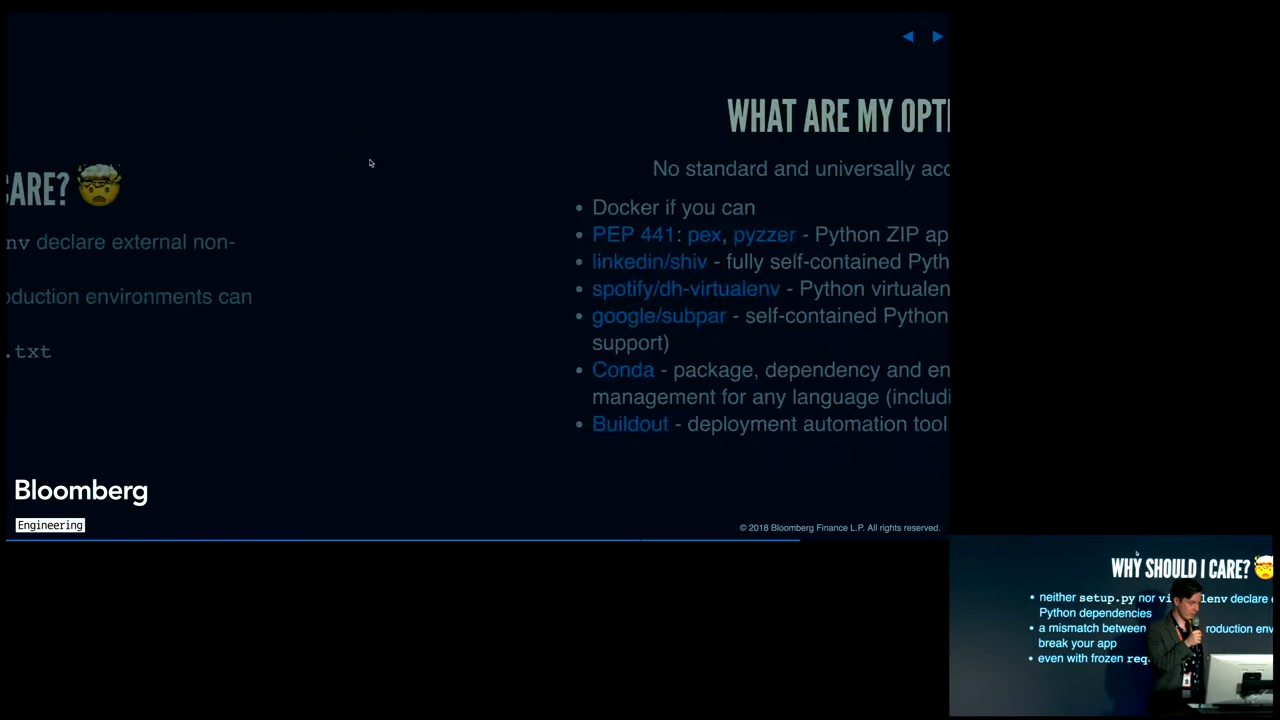 WHAT ARE MY OPTI
No standard and universally acc
Docker if you can
PEP 441: pex, pyzzer - Python ZIP ap
linkedin/shiv - fully self-contained Pyth
spotify/dh-virtualenv - Python virtualen
google/subpar - self-contained Python
support)
Conda - package, dependency and en
management for any language (includi
Buildout - deployment automation tool
CARE?
nv declare external non-
oduction environments can
.txt
Bloomberg
Engineering
© 2018 Bloomberg Finance L.P. All rights reserved.
WHY SHOULD I CARE?
neither setup.py nor vi lenv declare
Python dependencies
a mismatch between roduction env
break your app
even with frozen req